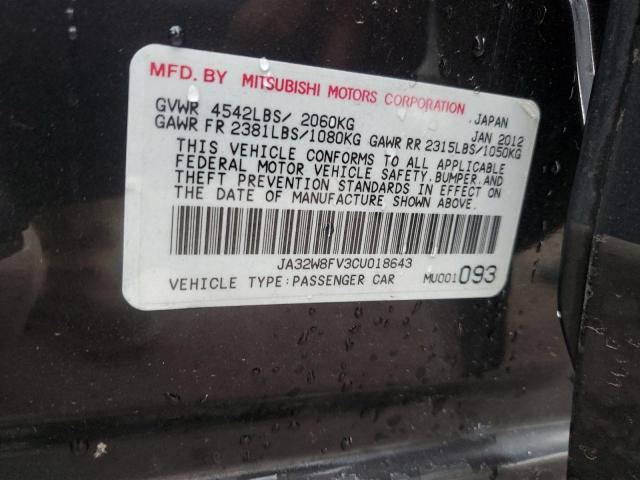 MFD. BY MITSUBISHI MOTORS CORPORATION, JAPAN
GVWR 4542LBS/ 2060KG JAN 2012
GAWR FR 2381LBS/1080KG GAWR RR 2315LBS/1050KG
THIS VEHICLE CONFORMS TO ALL APPLICABLE
FEDERAL MOTOR VEHICLE SAFETY, BUMPER, AND
THEFT PREVENTION STANDARDS IN EFFECT ON
THE DATE OF MANUFACTURE SHOWN ABOVE.
JA32W8FV3CU018643
VEHICLE TYPE: PASSENGER CAR MU001093